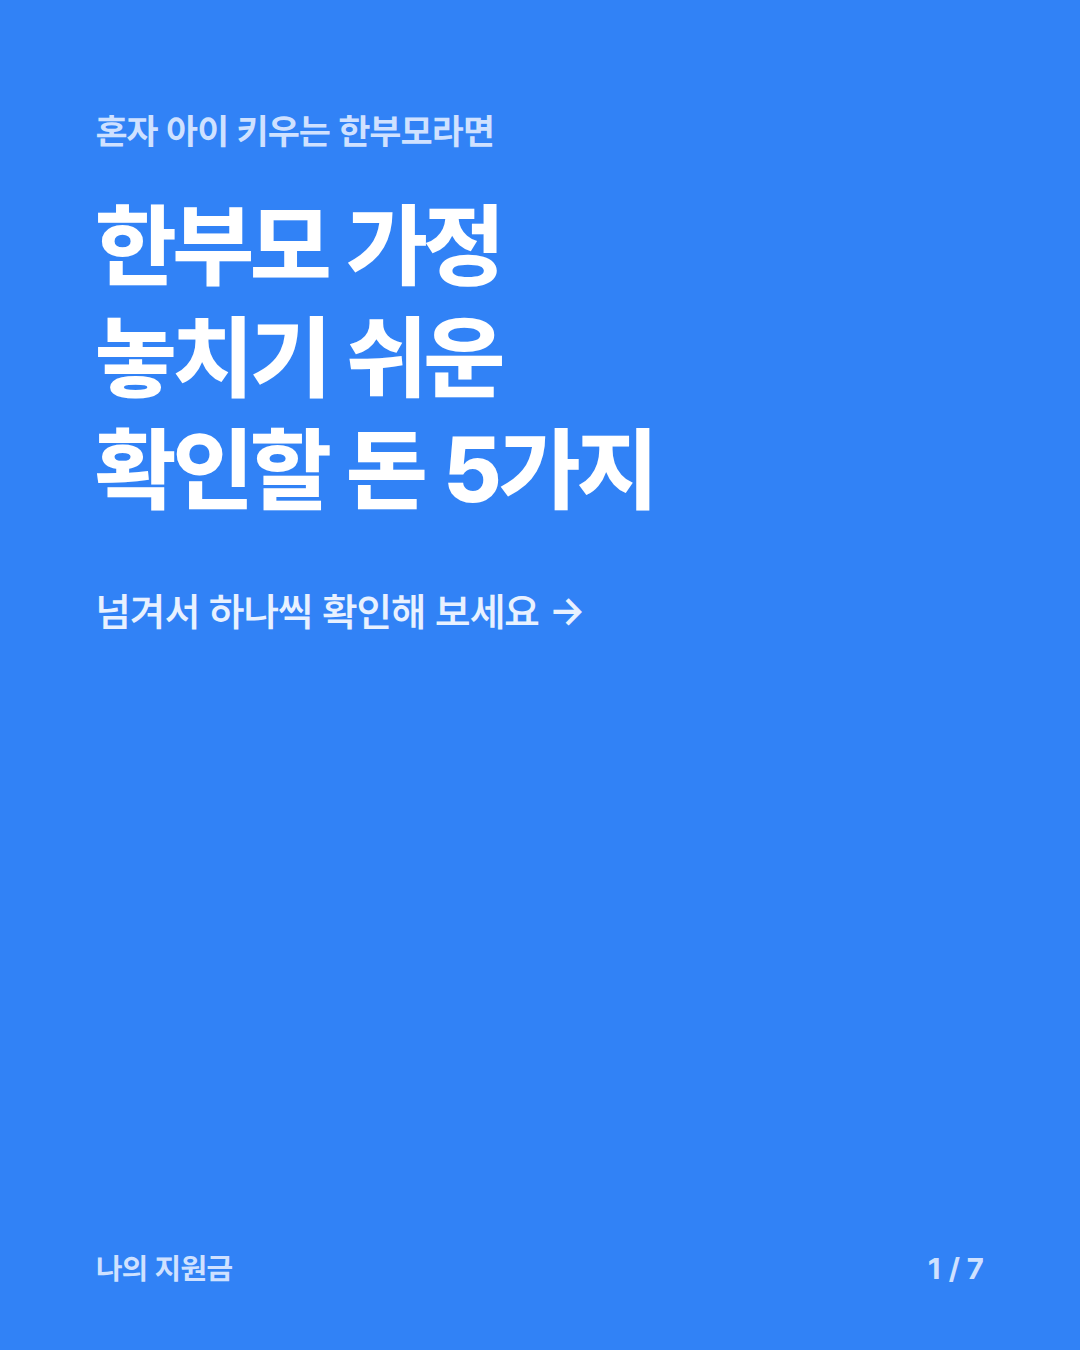 혼자 아이 키우는 한부모라면
한부모 가정
놓치기 쉬운
확인할 돈 5가지
넘겨서 하나씩 확인해 보세요 →
나의 지원금
1 / 7